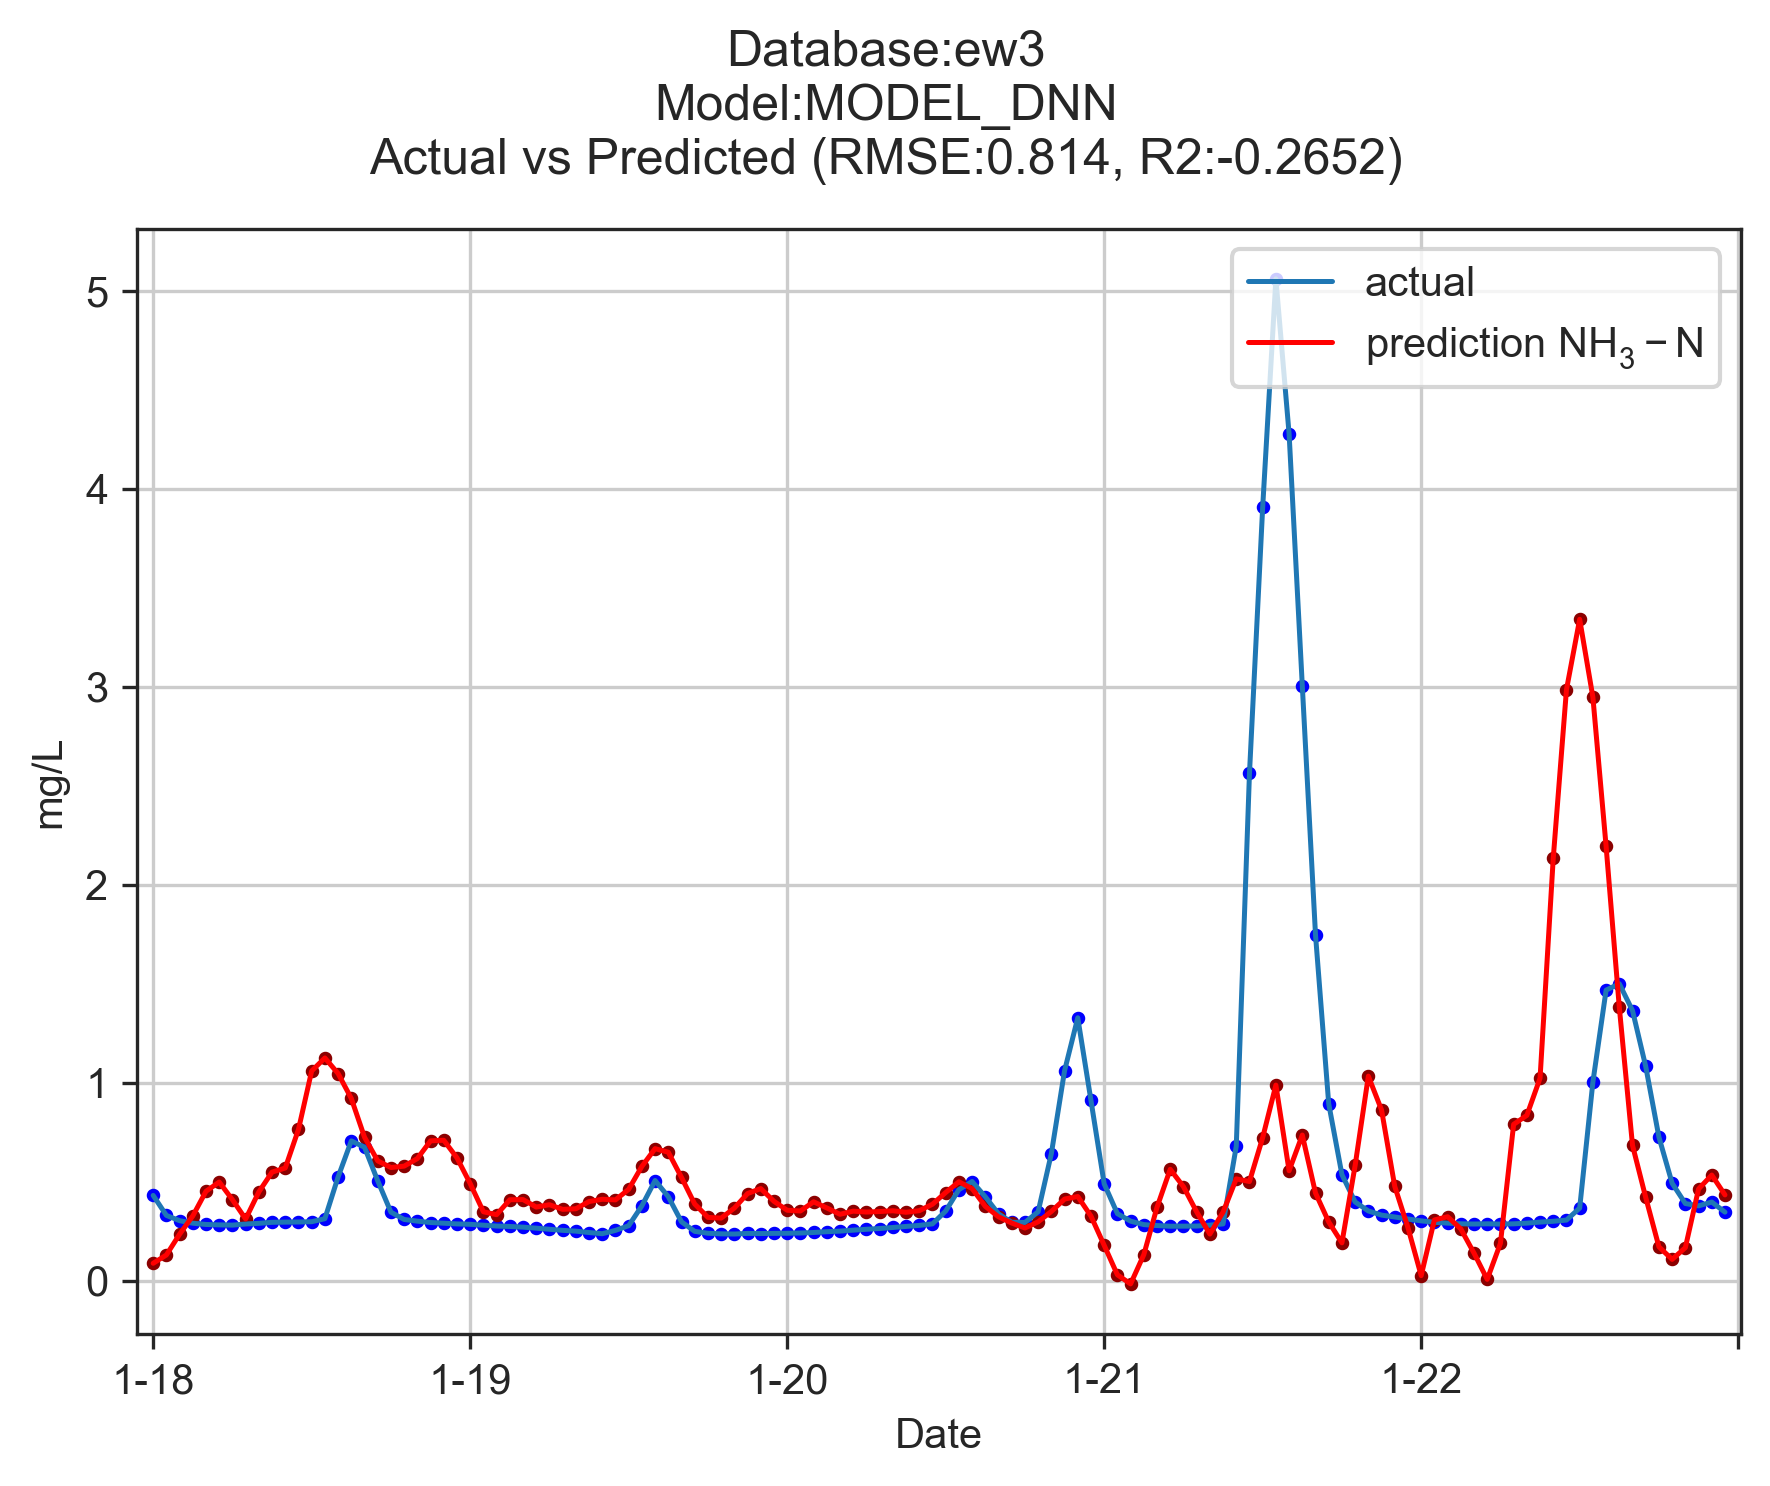 Database:ew3
Model:MODEL_DNN
Actual vs Predicted (RMSE:0.814, R2:-0.2652)
actual
prediction NH₃ − N
5
4
3
2
1
0
mg/L
1-18 1-19 1-20 1-21 1-22
Date